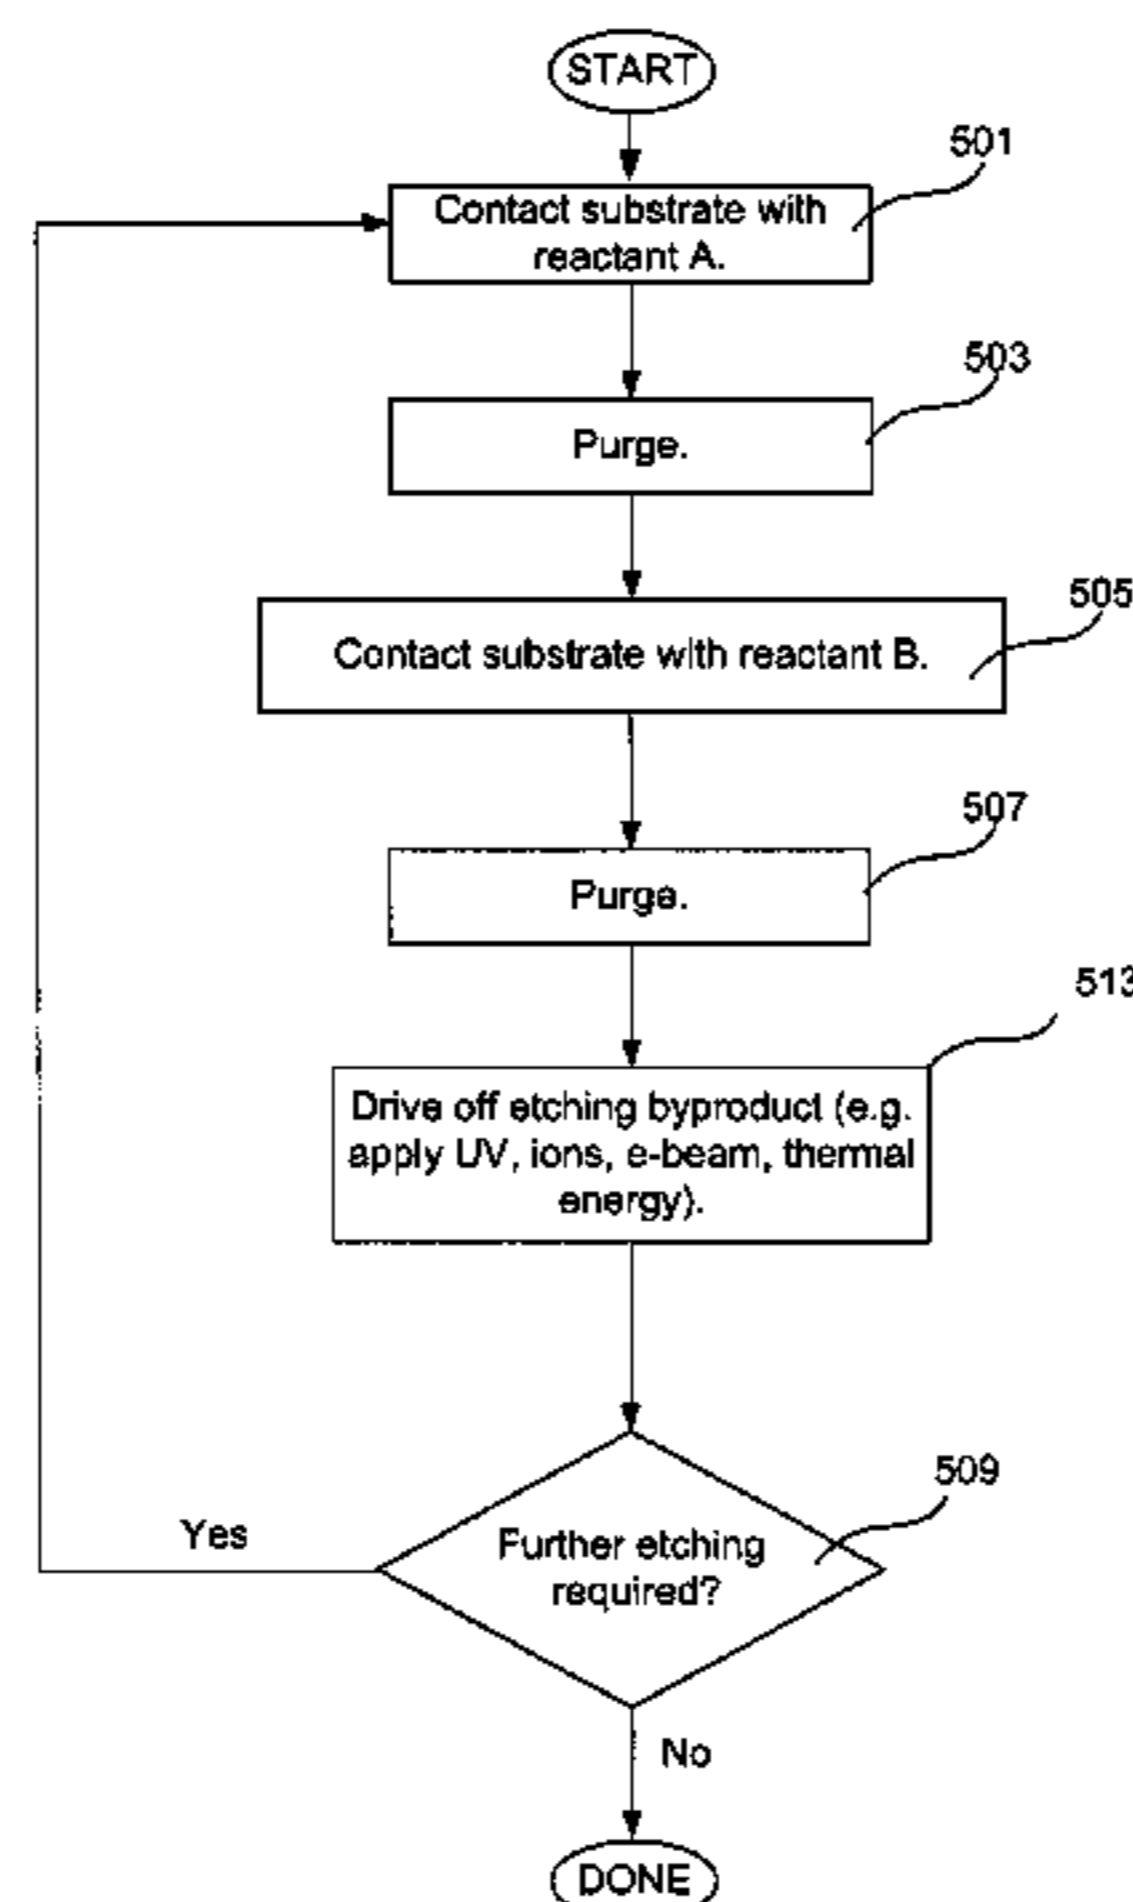 START
501
Contact substrate with
reactant A.
503
Purge.
505
Contact substrate with reactant B.
507
Purge.
513
Drive off etching byproduct (e.g.
apply UV, ions, e-beam, thermal
energy).
509
Further etching
required?
Yes
No
DONE